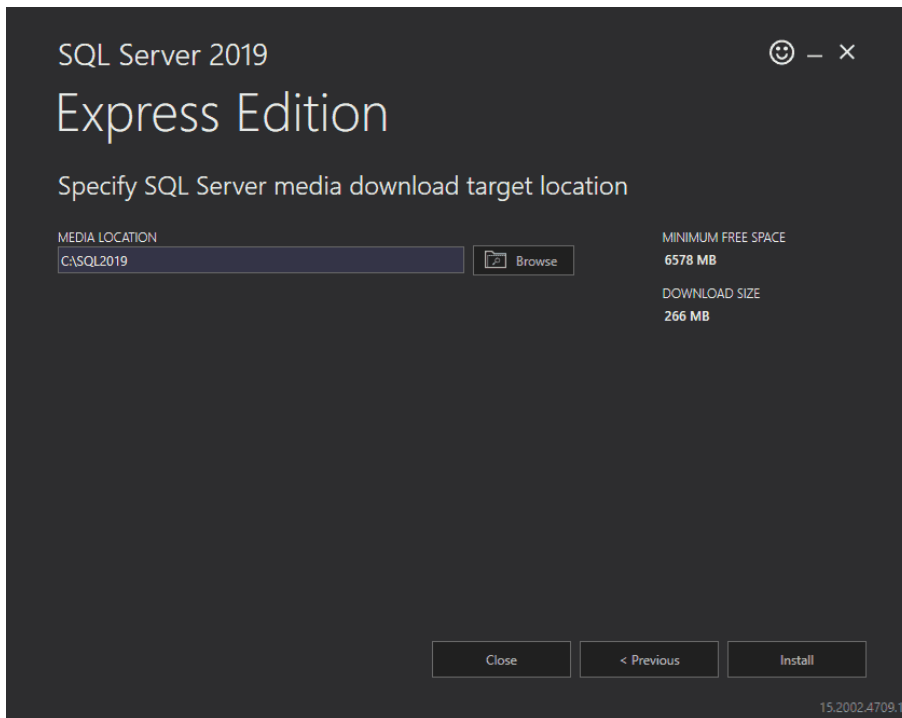 SQL Server 2019
Express Edition
Specify SQL Server media download target location
MEDIA LOCATION
C:\SQL2019
Browse
MINIMUM FREE SPACE
6578 MB
DOWNLOAD SIZE
266 MB
Close
< Previous
Install
15.2002.4709.1